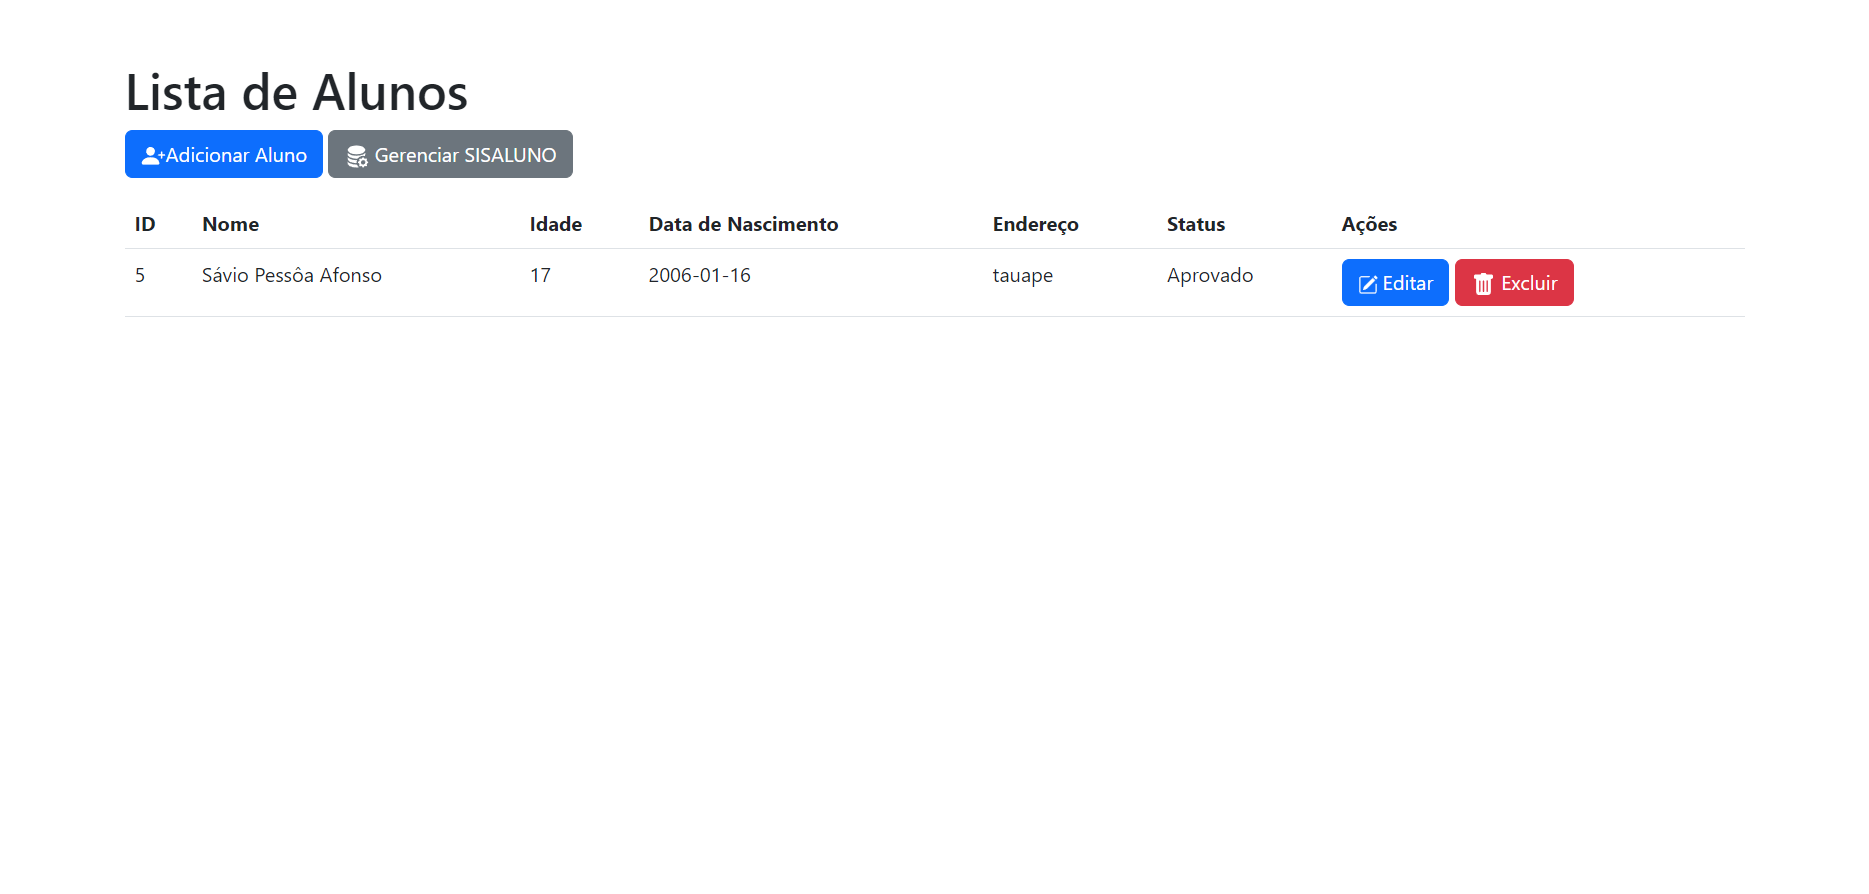 Lista de Alunos
Adicionar Aluno Gerenciar SISALUNO
ID Nome Idade Data de Nascimento Endereço Status Ações
5 Sávio Pessôa Afonso 17 2006-01-16 tauape Aprovado Editar Excluir